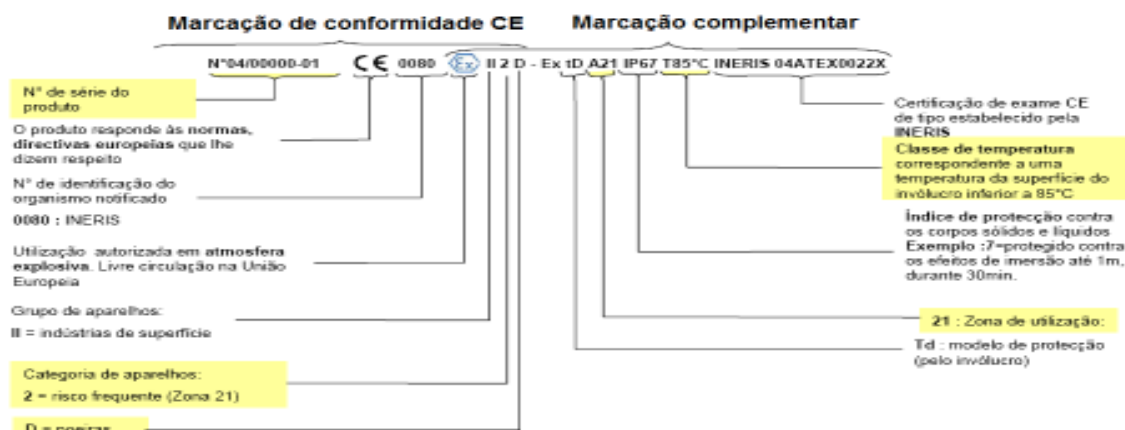 Marcação de conformidade CE
Marcação complementar
N°04/00000-01 CE 0080 Ex II 2 D - Ex tD A21 IP67 T85°C INERIS 04ATEX0022X
N° de série do
produto
O produto responde às normas,
directivas europeias que lhe
dizem respeito
N° de identificação do
organismo notificado
0080 : INERIS
Utilização autorizada em atmosfera
explosiva. Livre circulação na União
Europeia
Grupo de aparelhos:
II = indústrias de superfície
Categoria de aparelhos:
2 = risco frequente (Zona 21)
D = poeiras
Certificação de exame CE
de tipo estabelecido pela
INERIS
Classe de temperatura
correspondente a uma
temperatura da superfície do
invólucro inferior a 85°C
Índice de protecção contra
os corpos sólidos e líquidos
Exemplo :7=protegido contra
os efeitos de imersão até 1m,
durante 30min.
21 : Zona de utilização:
Td : modelo de protecção
(pelo invólucro)